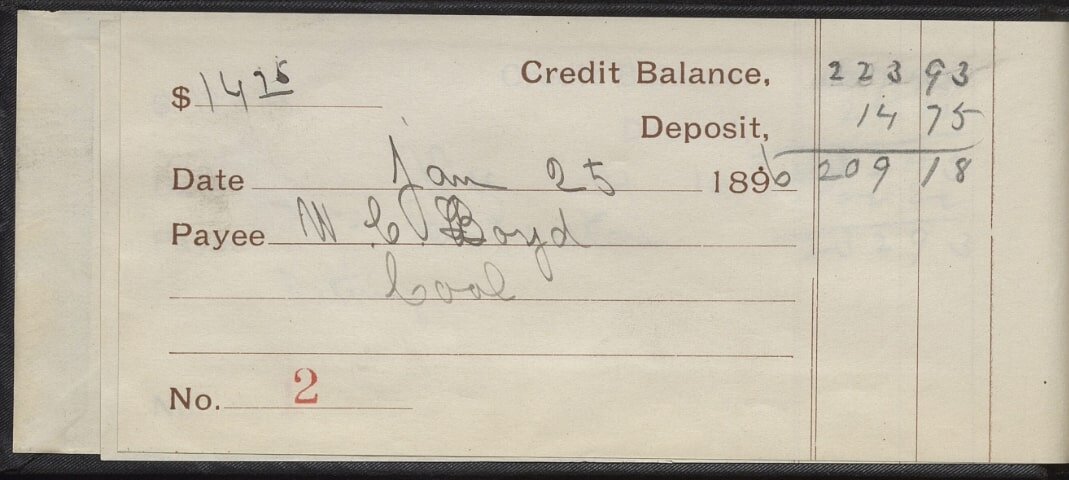 $ 14 75 Credit Balance, 223 93
Deposit, 14 75
Date Jan 25 1896 209 18
Payee W C Boyd
Coal
No. 2